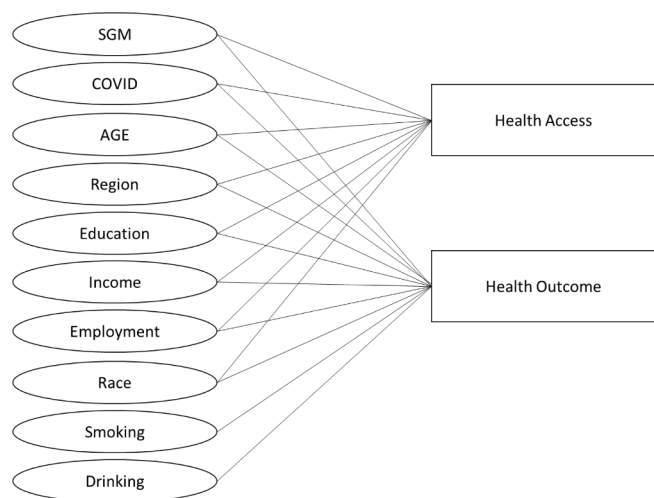 SGM
COVID
AGE
Region
Education
Income
Employment
Race
Smoking
Drinking
Health Access
Health Outcome